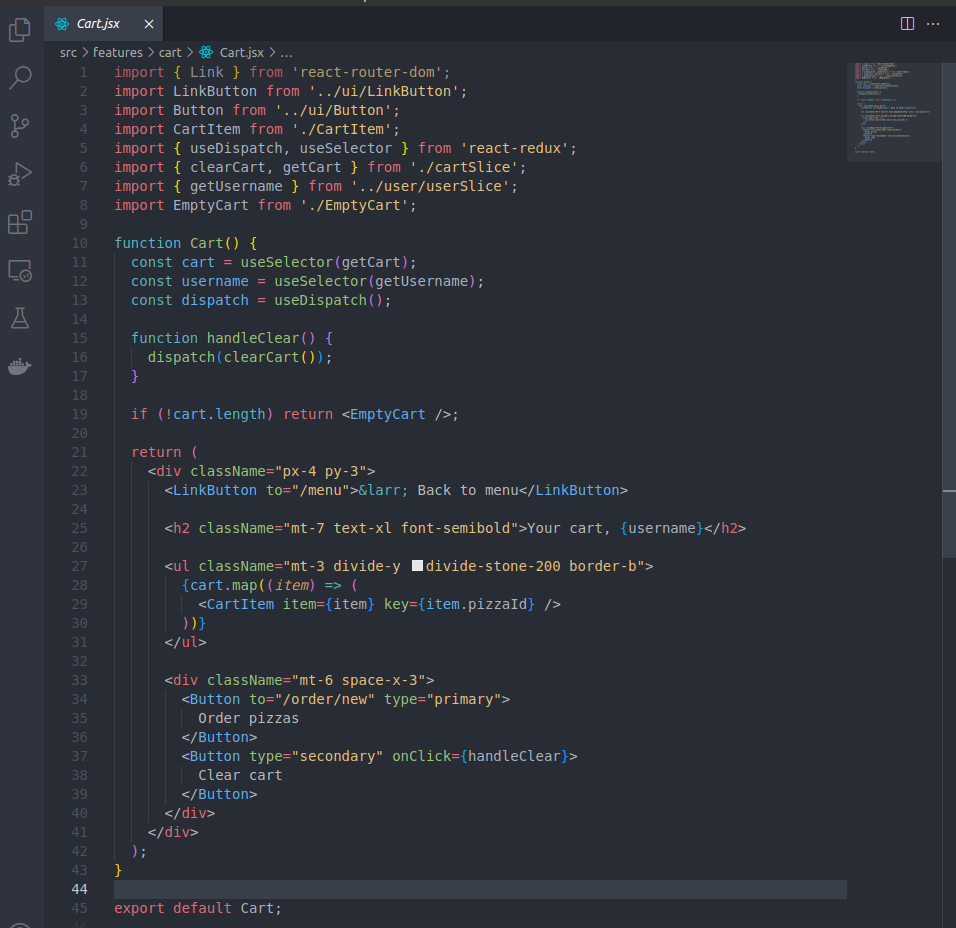 Cart.jsx
src > features > cart > Cart.jsx > ...
1 import { Link } from 'react-router-dom';
2 import LinkButton from '../ui/LinkButton';
3 import Button from '../ui/Button';
4 import CartItem from './CartItem';
5 import { useDispatch, useSelector } from 'react-redux';
6 import { clearCart, getCart } from './cartSlice';
7 import { getUsername } from '../user/userSlice';
8 import EmptyCart from './EmptyCart';
9
10 function Cart() {
11   const cart = useSelector(getCart);
12   const username = useSelector(getUsername);
13   const dispatch = useDispatch();
14
15   function handleClear() {
16     dispatch(clearCart());
17   }
18
19   if (!cart.length) return <EmptyCart />;
20
21   return (
22     <div className="px-4 py-3">
23       <LinkButton to="/menu">&larr; Back to menu</LinkButton>
24
25       <h2 className="mt-7 text-xl font-semibold">Your cart, {username}</h2>
26
27       <ul className="mt-3 divide-y divide-stone-200 border-b">
28         {cart.map((item) => (
29           <CartItem item={item} key={item.pizzaId} />
30         ))}
31       </ul>
32
33       <div className="mt-6 space-x-3">
34         <Button to="/order/new" type="primary">
35           Order pizzas
36         </Button>
37         <Button type="secondary" onClick={handleClear}>
38           Clear cart
39         </Button>
40       </div>
41     </div>
42   );
43 }
44
45 export default Cart;